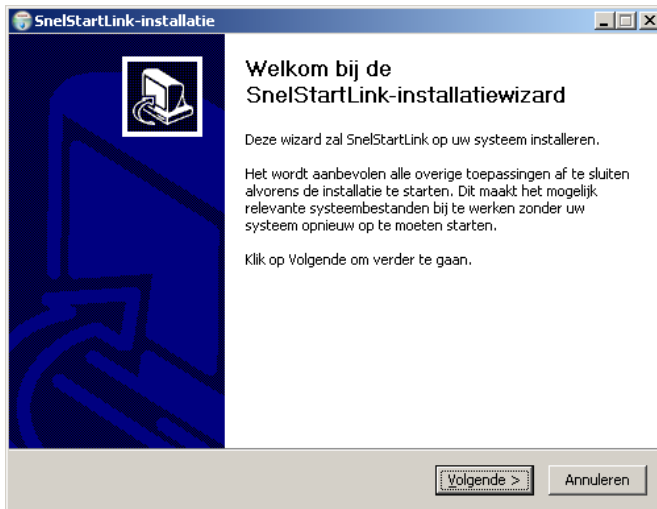 SnelStartLink-installatie
Welkom bij de
SnelStartLink-installatiewizard
Deze wizard zal SnelStartLink op uw systeem installeren.
Het wordt aanbevolen alle overige toepassingen af te sluiten
alvorens de installatie te starten. Dit maakt het mogelijk
relevante systeembestanden bij te werken zonder uw
systeem opnieuw op te moeten starten.
Klik op Volgende om verder te gaan.
Volgende >
Annuleren